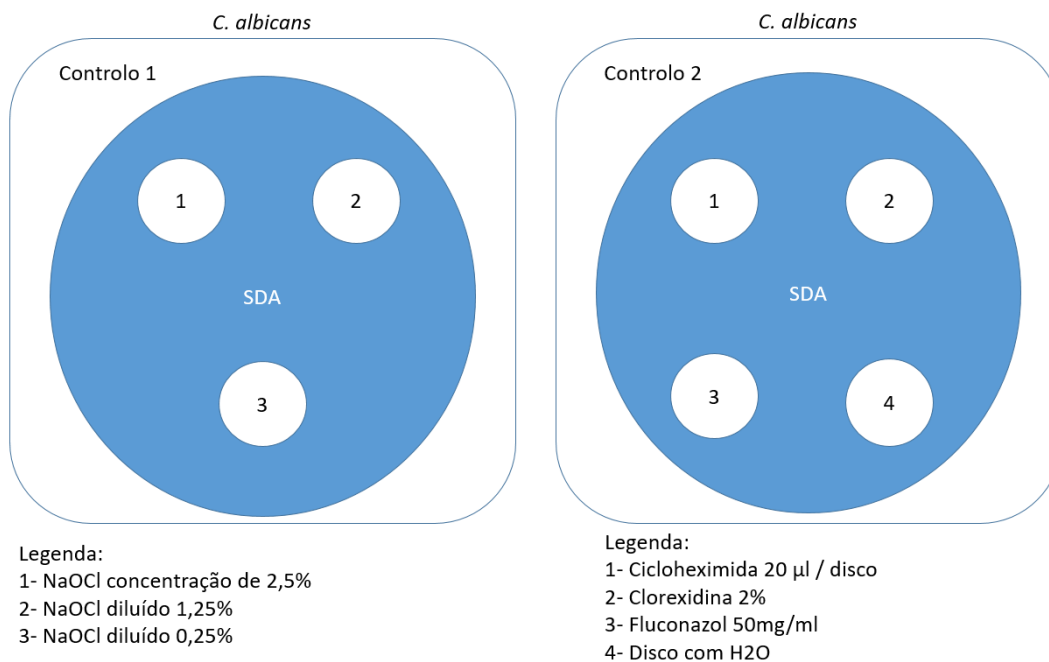 C. albicans
Controlo 1
1
2
SDA
3
Legenda:
1- NaOCl concentração de 2,5%
2- NaOCl diluído 1,25%
3- NaOCl diluído 0,25%
C. albicans
Controlo 2
1
2
SDA
3
4
Legenda:
1- Cicloheximida 20 µl / disco
2- Clorexidina 2%
3- Fluconazol 50mg/ml
4- Disco com H2O